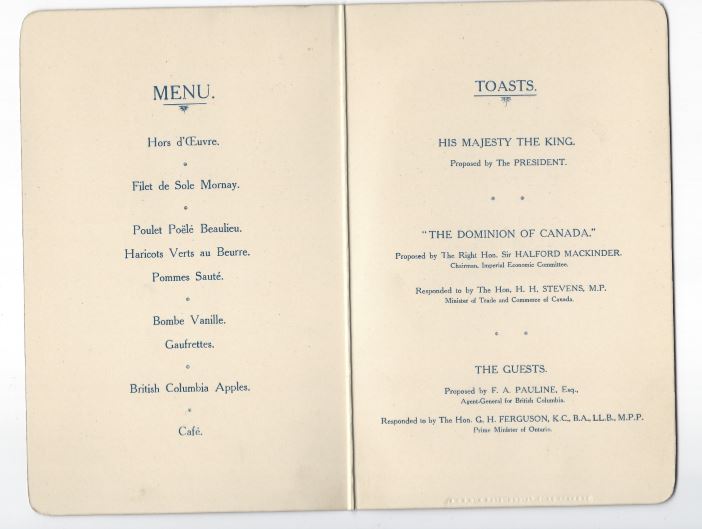 MENU.
Hors d'Œuvre.
Filet de Sole Mornay.
Poulet Poëlé Beaulieu.
Haricots Verts au Beurre.
Pommes Sauté.
Bombe Vanille.
Gaufrettes.
British Columbia Apples.
Café.
TOASTS.
HIS MAJESTY THE KING.
Proposed by The PRESIDENT.
"THE DOMINION OF CANADA."
Proposed by The Right Hon. Sir HALFORD MACKINDER.
Chairman, Imperial Economic Committee.
Responded to by The Hon. H. H. STEVENS, M.P.
Minister of Trade and Commerce of Canada.
THE GUESTS.
Proposed by F. A. PAULINE, Esq.,
Agent-General for British Columbia.
Responded to by The Hon. G. H. FERGUSON, K.C., B.A., LL.B., M.P.P.
Prime Minister of Ontario.